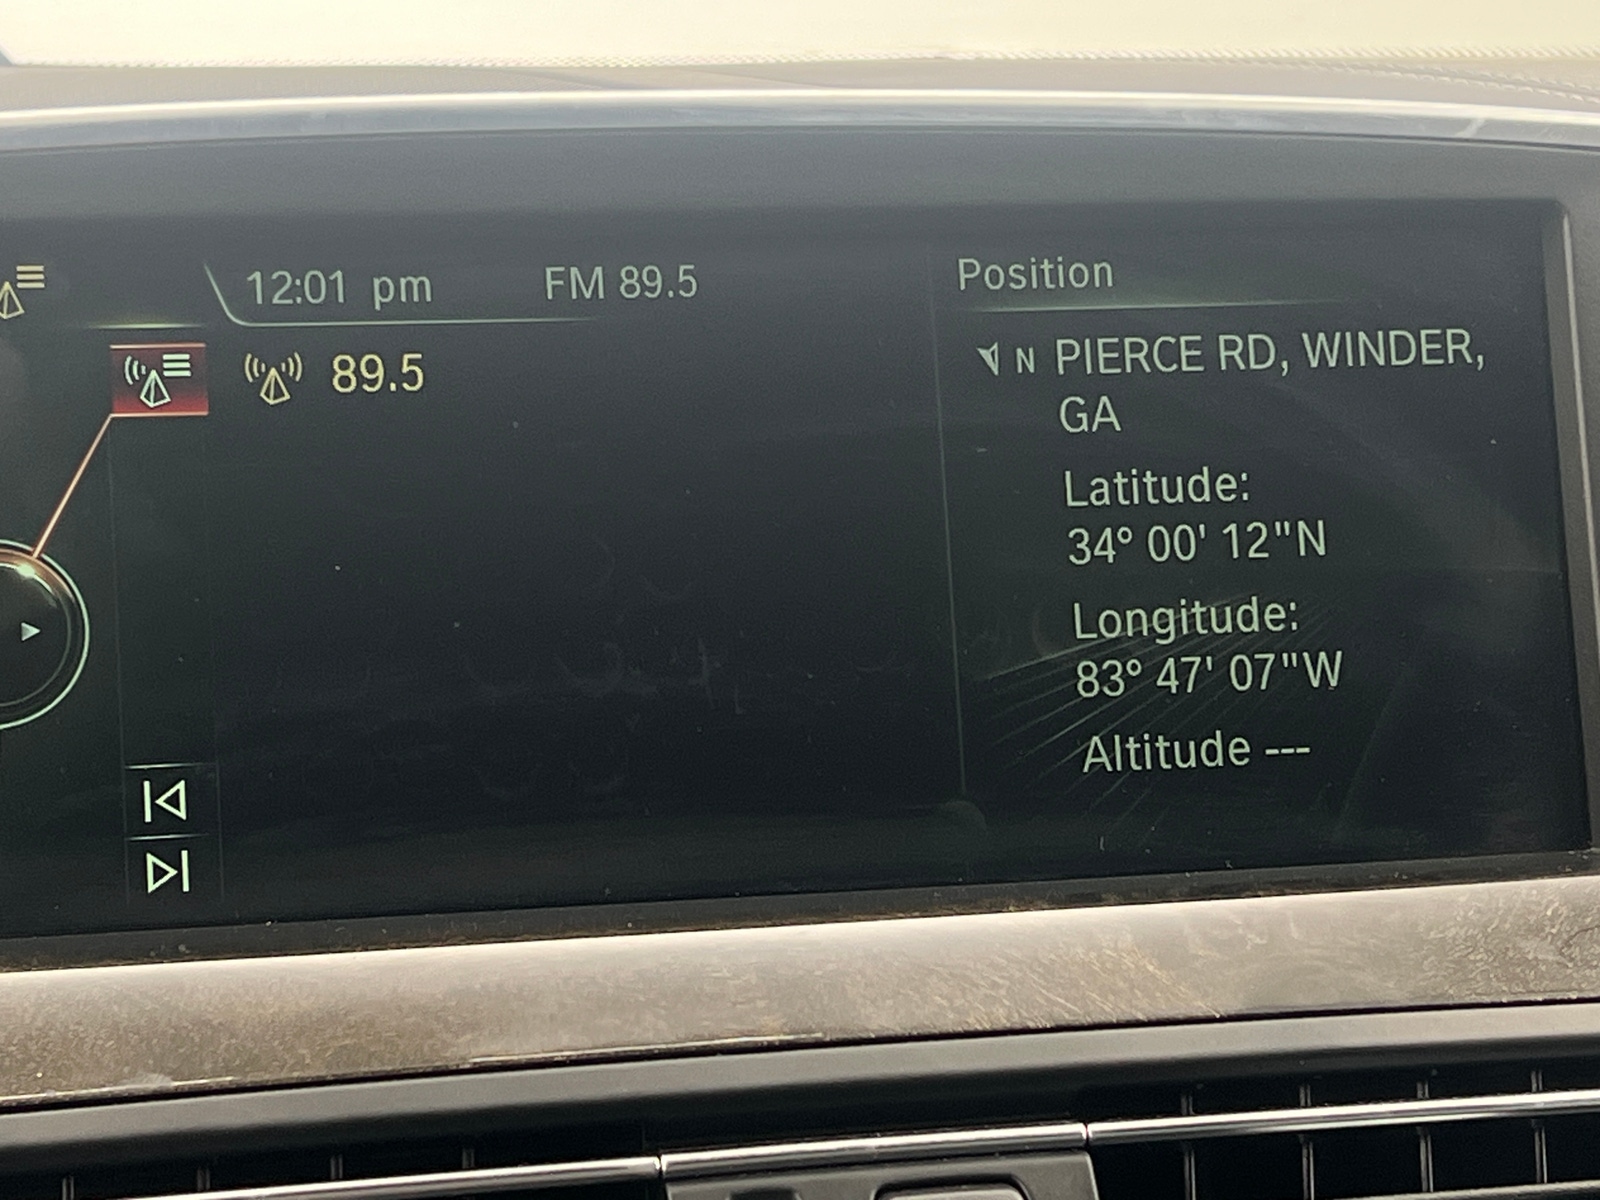 12:01 pm FM 89.5
89.5
Position
N PIERCE RD, WINDER,
GA
Latitude:
34° 00' 12"N
Longitude:
83° 47' 07"W
Altitude ---